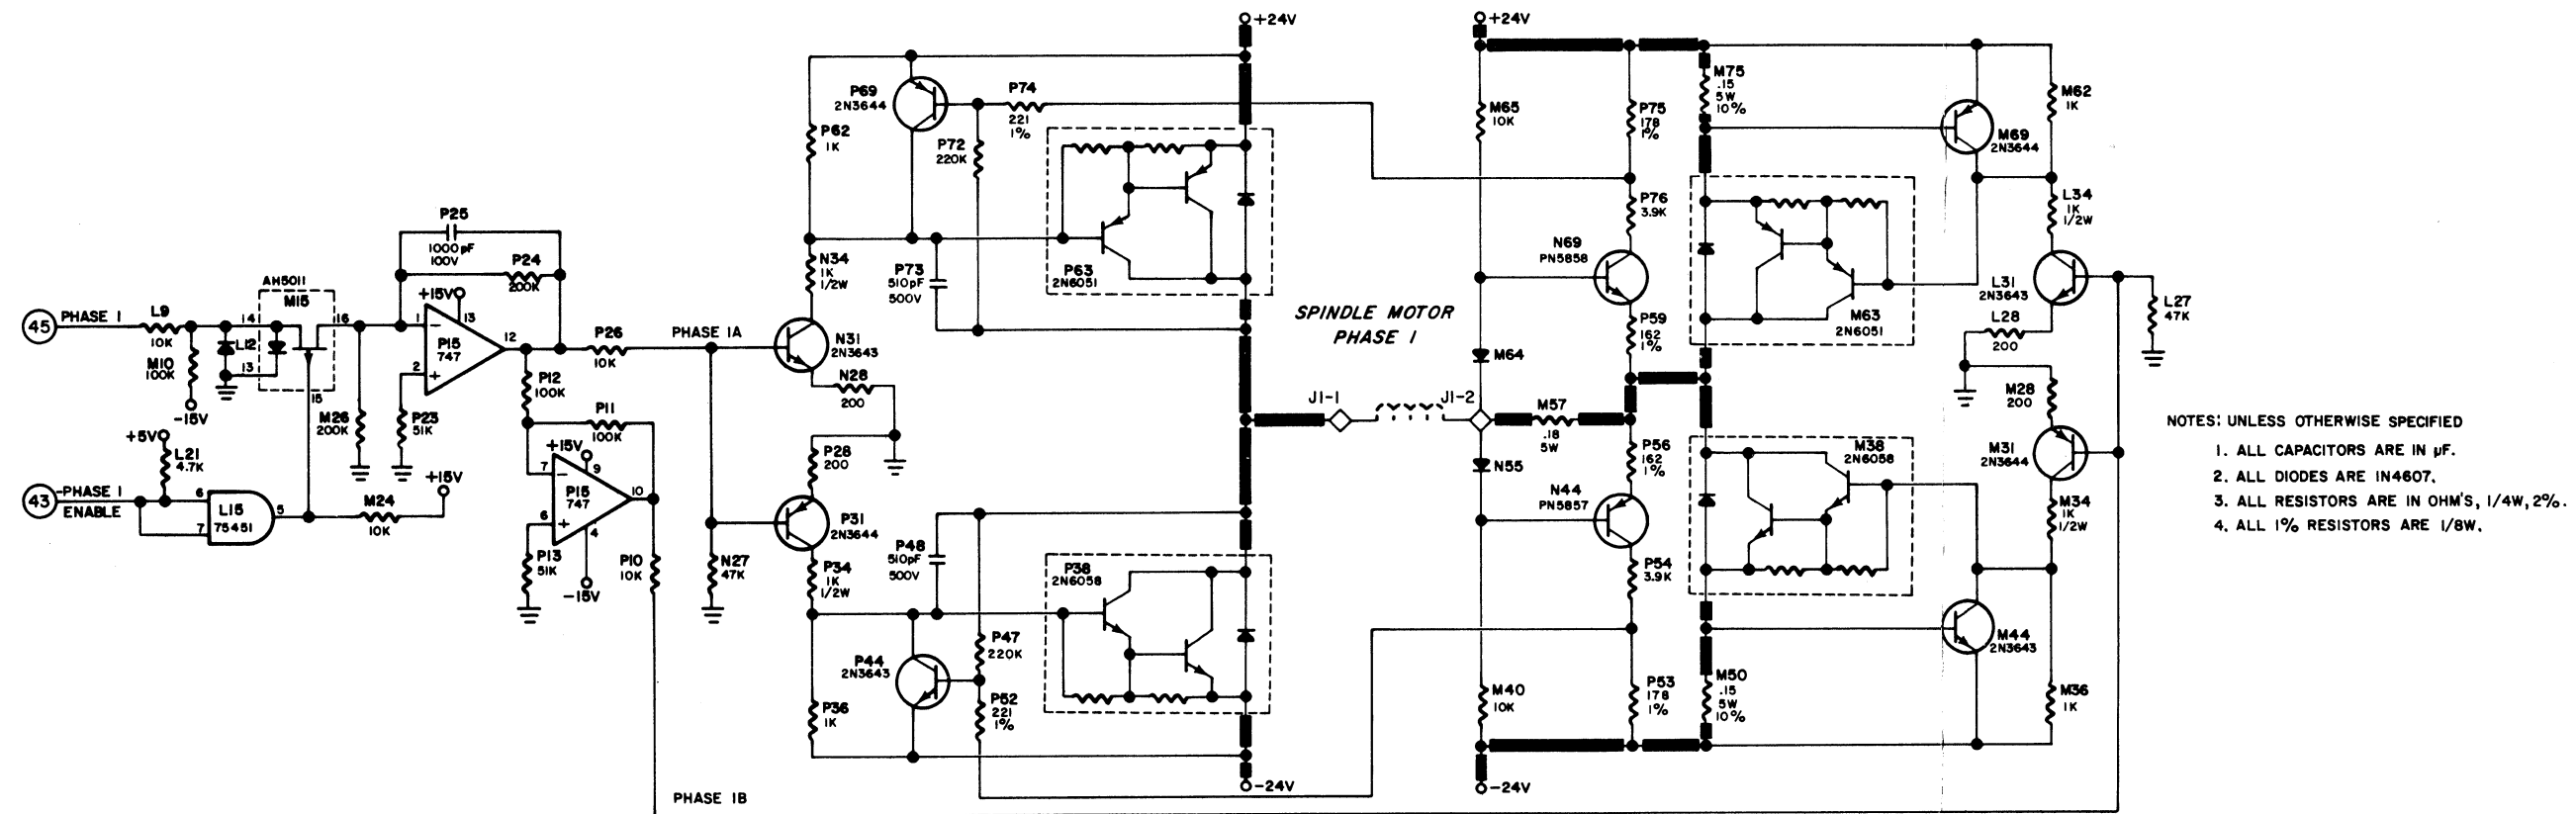 +24V
+24V
P69
2N3644
P74
221
1%
P62
1K
P72
220K
M65
10K
P75
178
1%
M75
.15
5W
10%
M62
1K
M69
2N3644
P76
3.9K
L34
1K
1/2W
P25
1000pF
100V
P24
200K
N34
1K
1/2W
P73
510pF
500V
P63
2N6051
N69
PN5858
M63
2N6051
L31
2N3643
L27
47K
AH5011
M15
+15V
45
PHASE 1
L9
10K
14
16
1
13
12
P15
747
2
L12
13
15
M10
100K
-15V
P26
10K
PHASE 1A
N31
2N3643
N28
200
SPINDLE MOTOR
PHASE 1
M64
P59
162
1%
L28
200
M28
200
P12
100K
P11
100K
M26
200K
P23
51K
J1-1
J1-2
M57
.18
5W
NOTES: UNLESS OTHERWISE SPECIFIED
1. ALL CAPACITORS ARE IN µF.
2. ALL DIODES ARE IN4607.
3. ALL RESISTORS ARE IN OHM'S, 1/4W, 2%.
4. ALL 1% RESISTORS ARE 1/8W.
+5V
L21
4.7K
+15V
+15V
7
9
P15
747
10
6
4
P28
200
N55
P56
162
1%
M38
2N6058
M31
2N3644
43
-PHASE 1
ENABLE
6
7
L15
75451
5
M24
10K
P31
2N3644
N44
PN5857
M34
1K
1/2W
P13
51K
-15V
P10
10K
N27
47K
P34
1K
1/2W
P48
510pF
500V
P38
2N6058
P54
3.9K
P47
220K
P44
2N3643
M44
2N3643
P36
1K
P52
221
1%
M40
10K
P53
178
1%
M50
.15
5W
10%
M36
1K
-24V
-24V
PHASE 1B